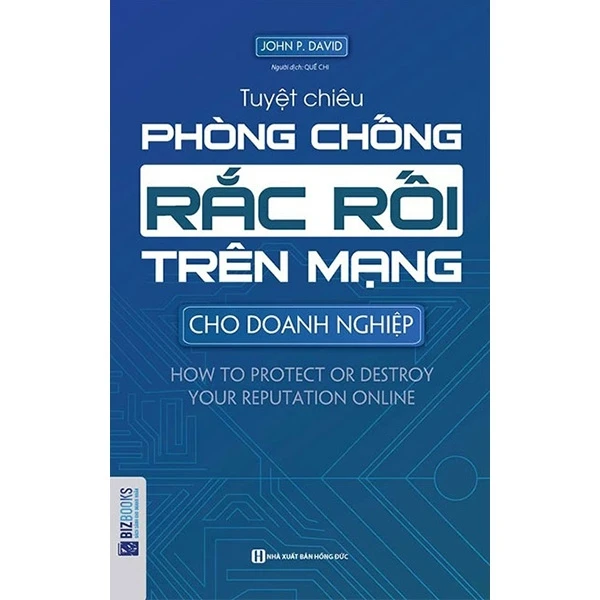 JOHN P. DAVID
Người dịch: QUẾ CHI
Tuyệt chiêu
PHÒNG CHỐNG
RẮC RỐI
TRÊN MẠNG
CHO DOANH NGHIỆP
HOW TO PROTECT OR DESTROY
YOUR REPUTATION ONLINE
BIZBOOKS
NHÀ XUẤT BẢN HỒNG ĐỨC